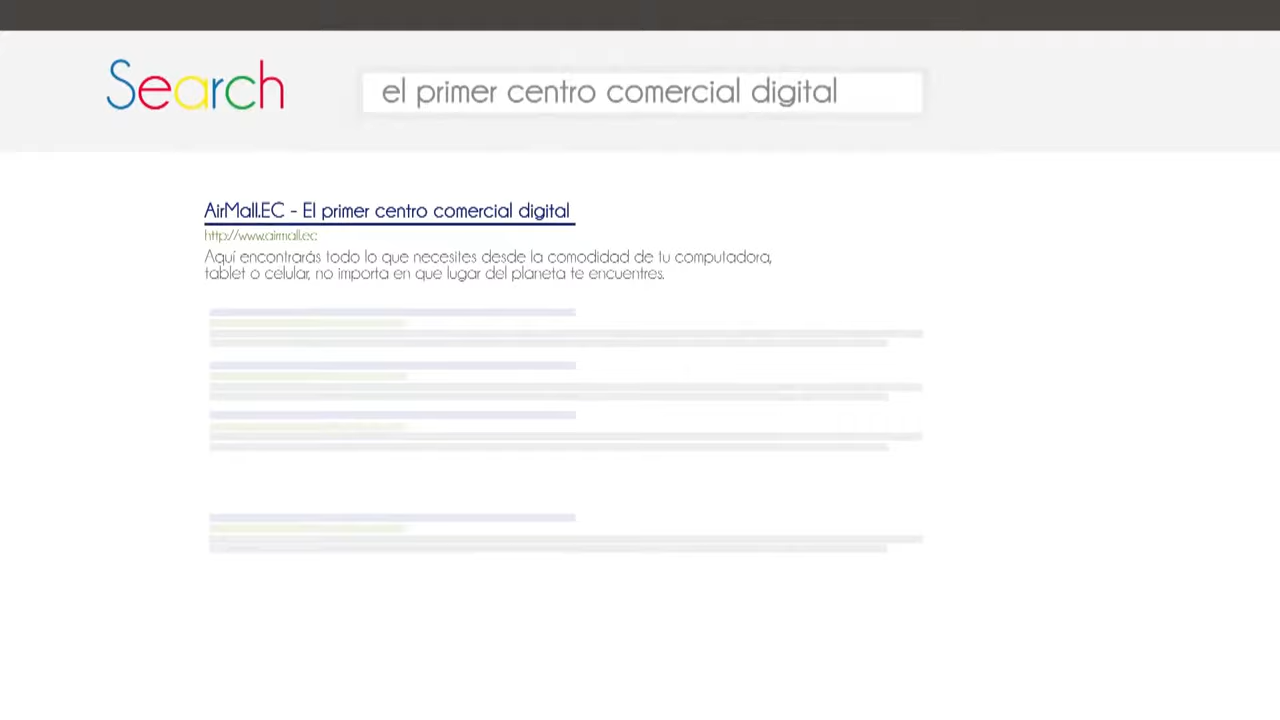 Search
el primer centro comercial digital
AirMall.EC - El primer centro comercial digital
http://www.airmall.ec
Aquí encontrarás todo lo que necesites desde la comodidad de tu computadora,
tablet o celular, no importa en que lugar del planeta te encuentres.